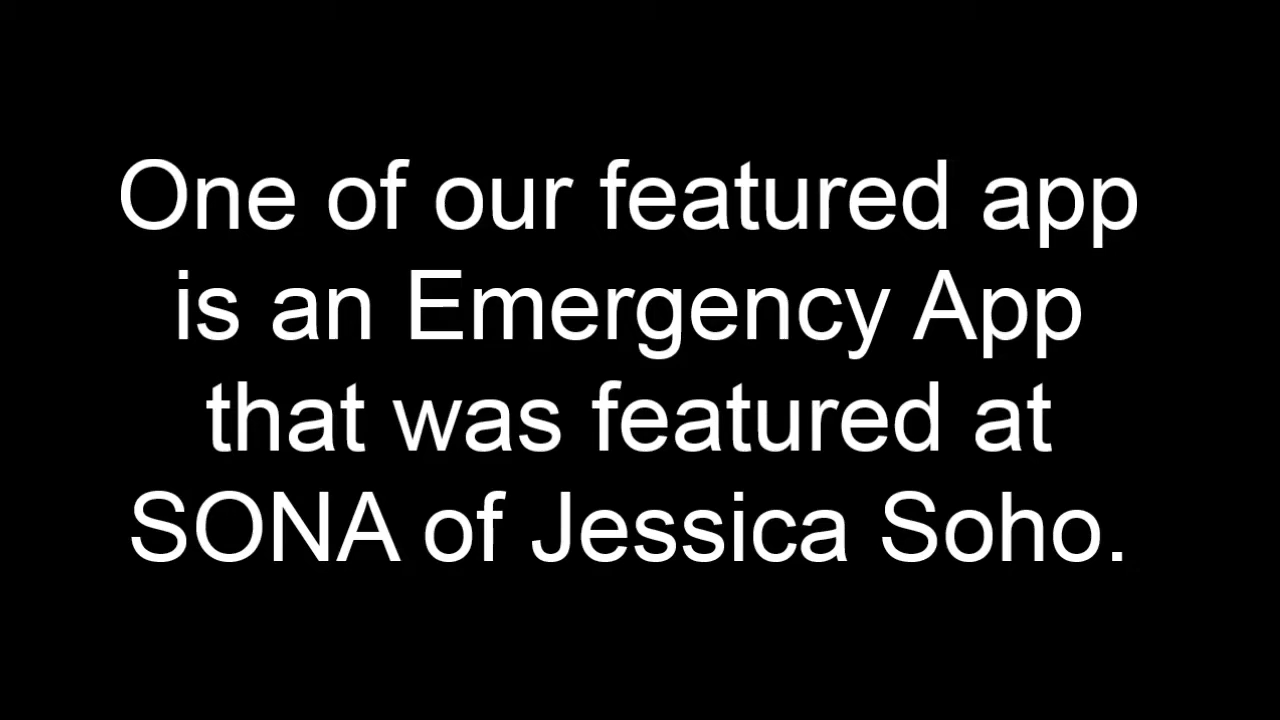 One of our featured app
is an Emergency App
that was featured at
SONA of Jessica Soho.